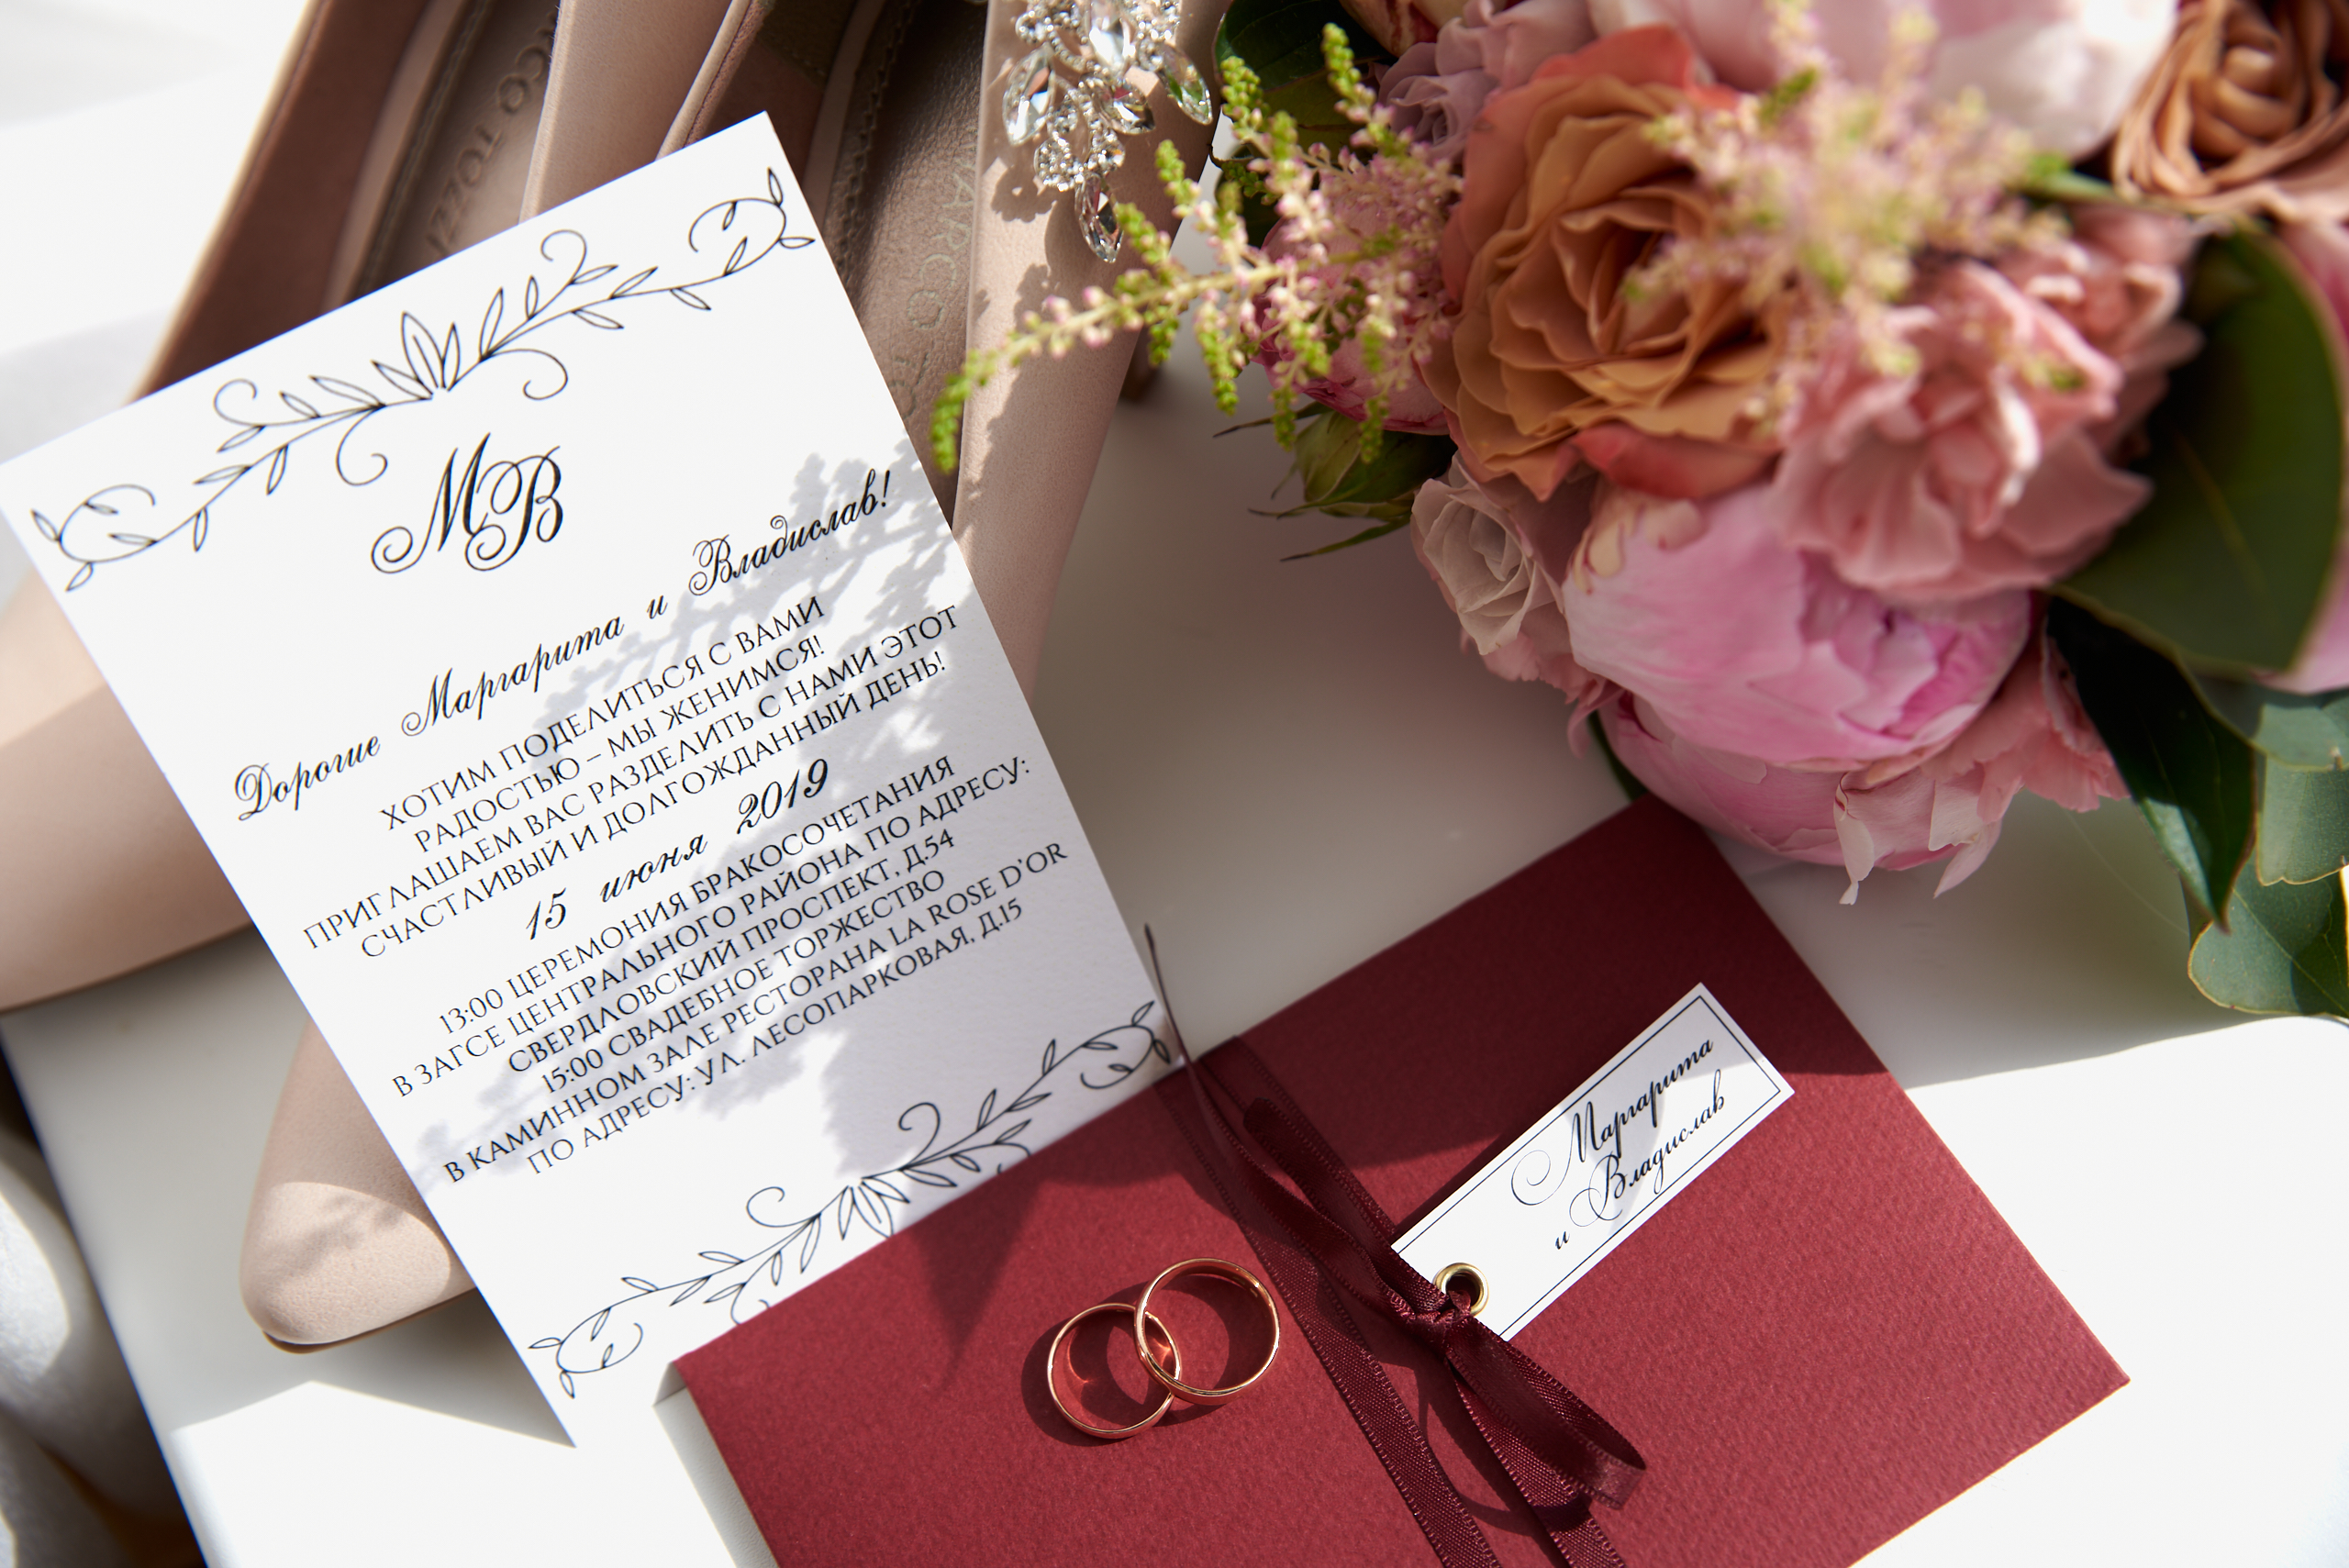 МВ
Дорогие Маргарита и Владислав!
ХОТИМ ПОДЕЛИТЬСЯ С ВАМИ
РАДОСТЬЮ – МЫ ЖЕНИМСЯ!
ПРИГЛАШАЕМ ВАС РАЗДЕЛИТЬ С НАМИ ЭТОТ
СЧАСТЛИВЫЙ И ДОЛГОЖДАННЫЙ ДЕНЬ!
15 июня 2019
13:00 ЦЕРЕМОНИЯ БРАКОСОЧЕТАНИЯ
В ЗАГСЕ ЦЕНТРАЛЬНОГО РАЙОНА ПО АДРЕСУ:
СВЕРДЛОВСКИЙ ПРОСПЕКТ, Д.54
15:00 СВАДЕБНОЕ ТОРЖЕСТВО
В КАМИННОМ ЗАЛЕ РЕСТОРАНА LA ROSE D'OR
ПО АДРЕСУ: УЛ. ЛЕСОПАРКОВАЯ, Д.15
Маргарита
и Владислав
MARCO